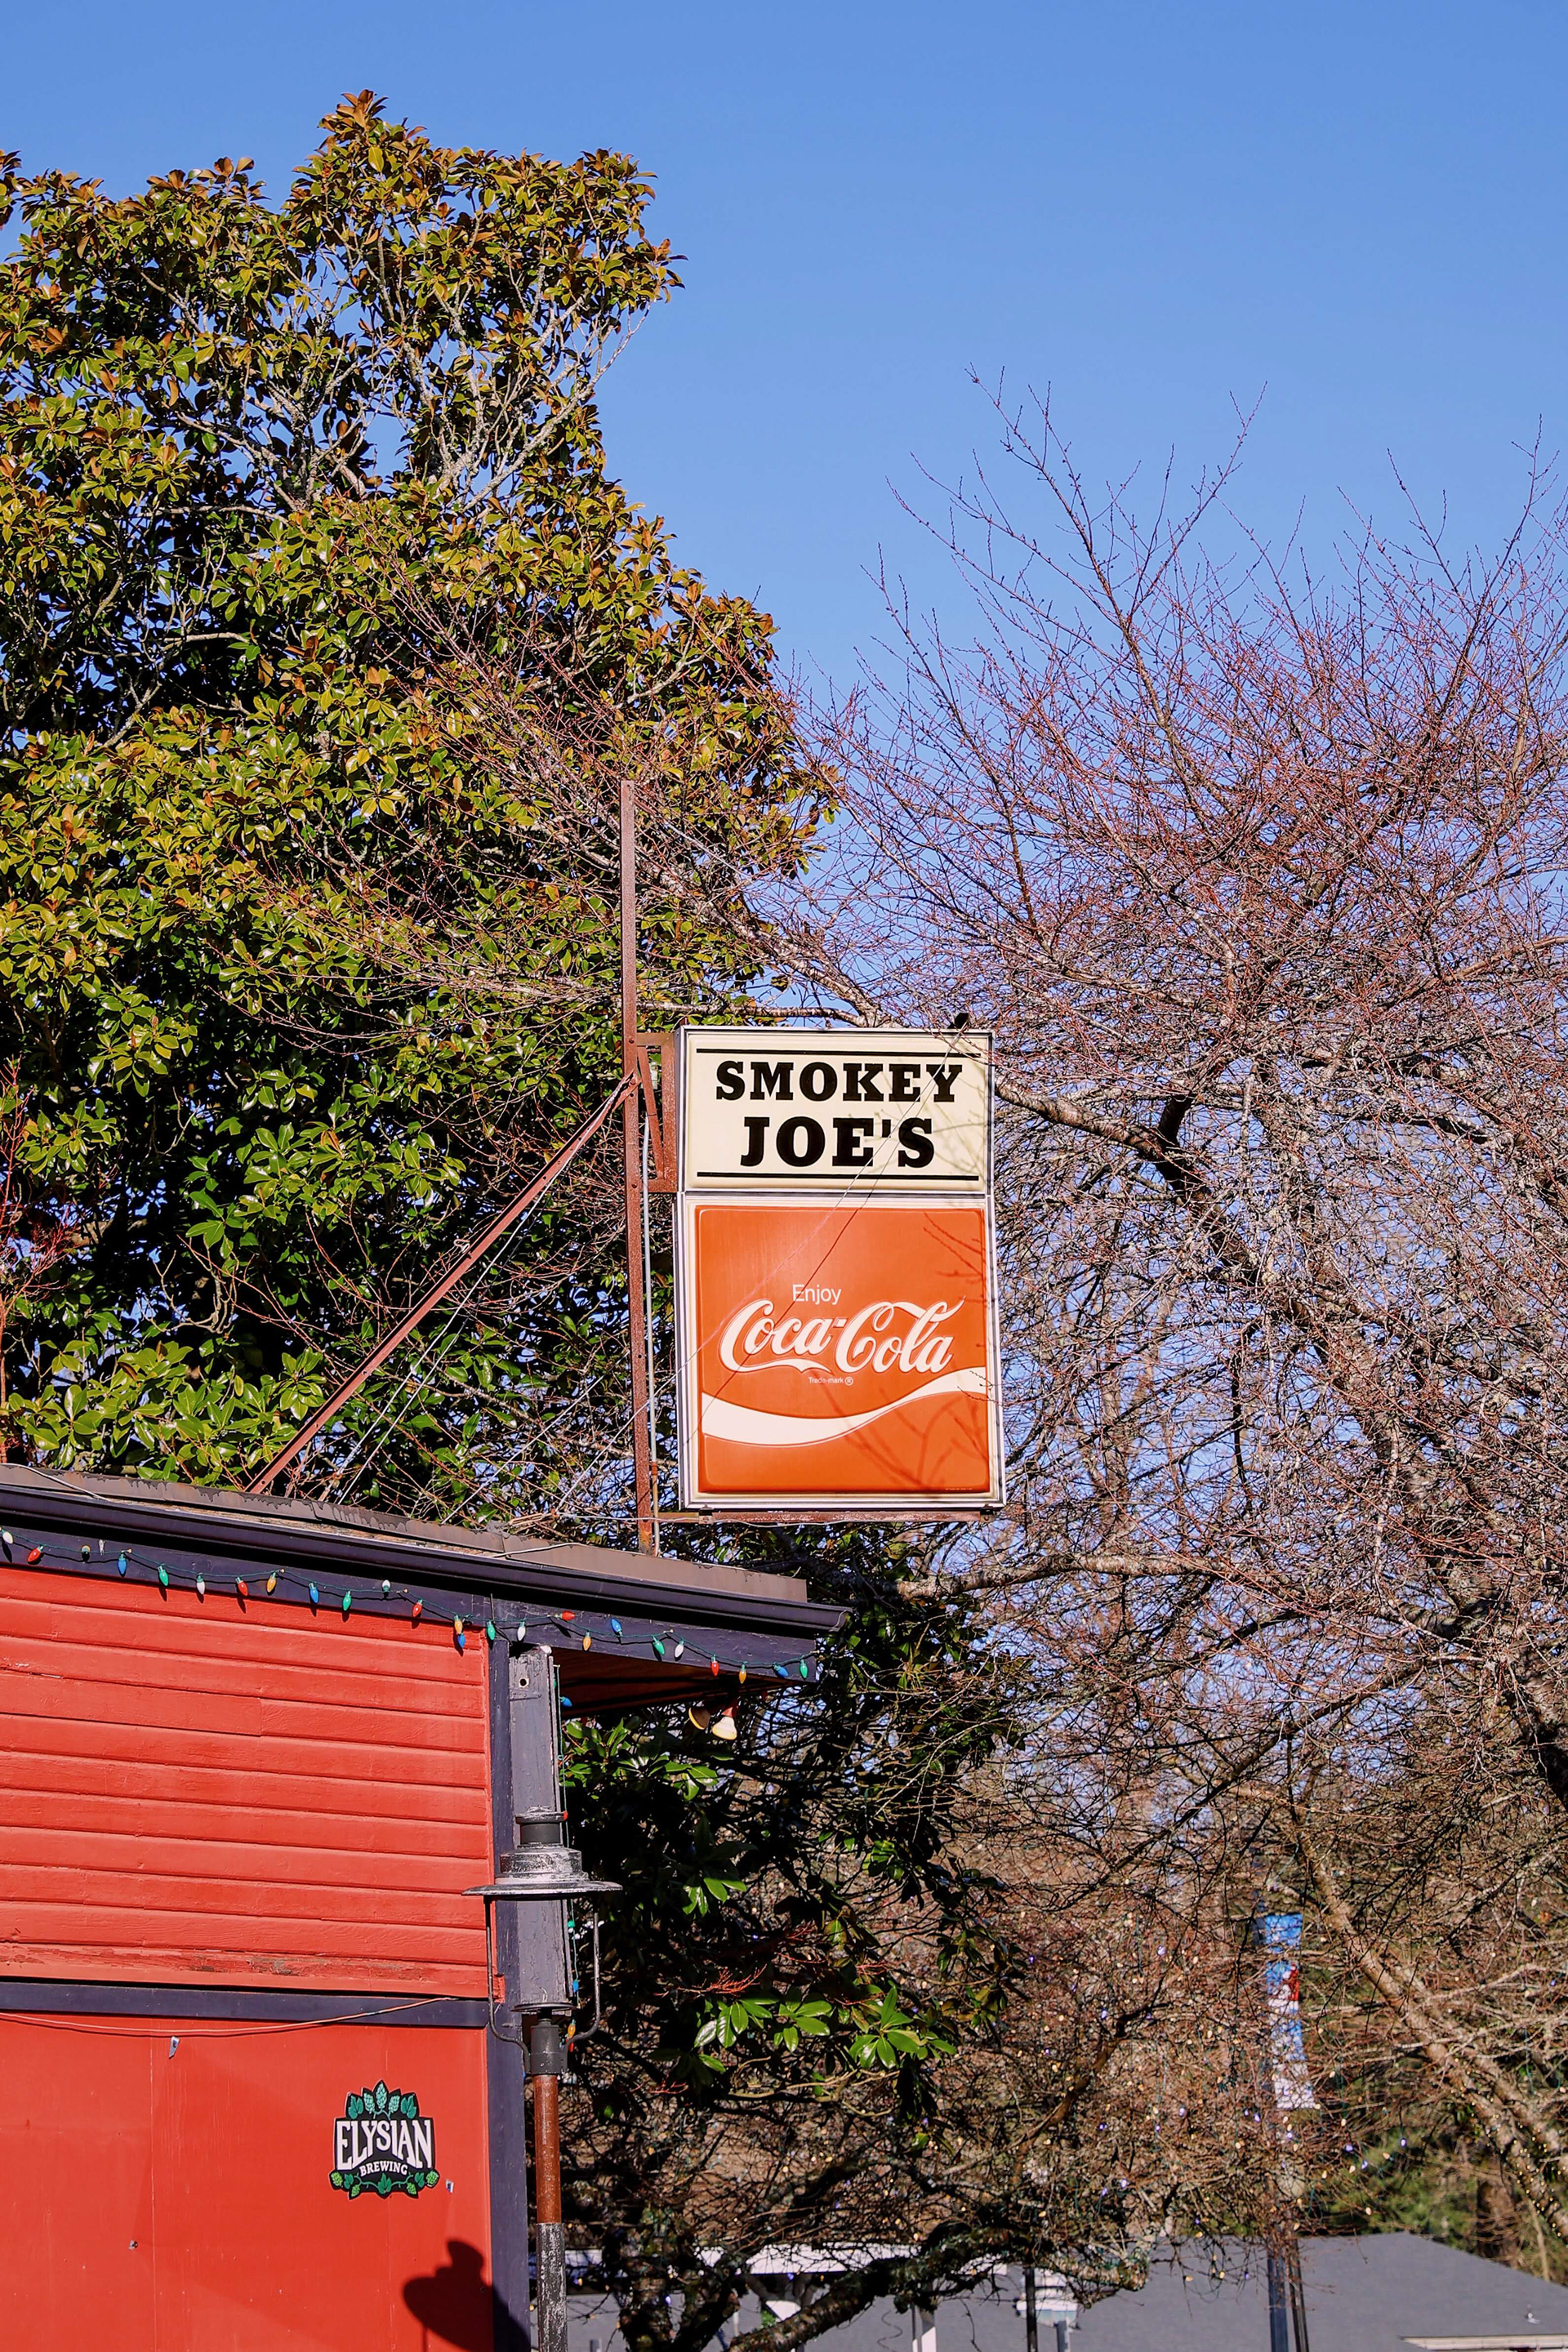 SMOKEY
JOE'S
Enjoy
Coca-Cola
Trade-mark ®
ELYSIAN
BREWING